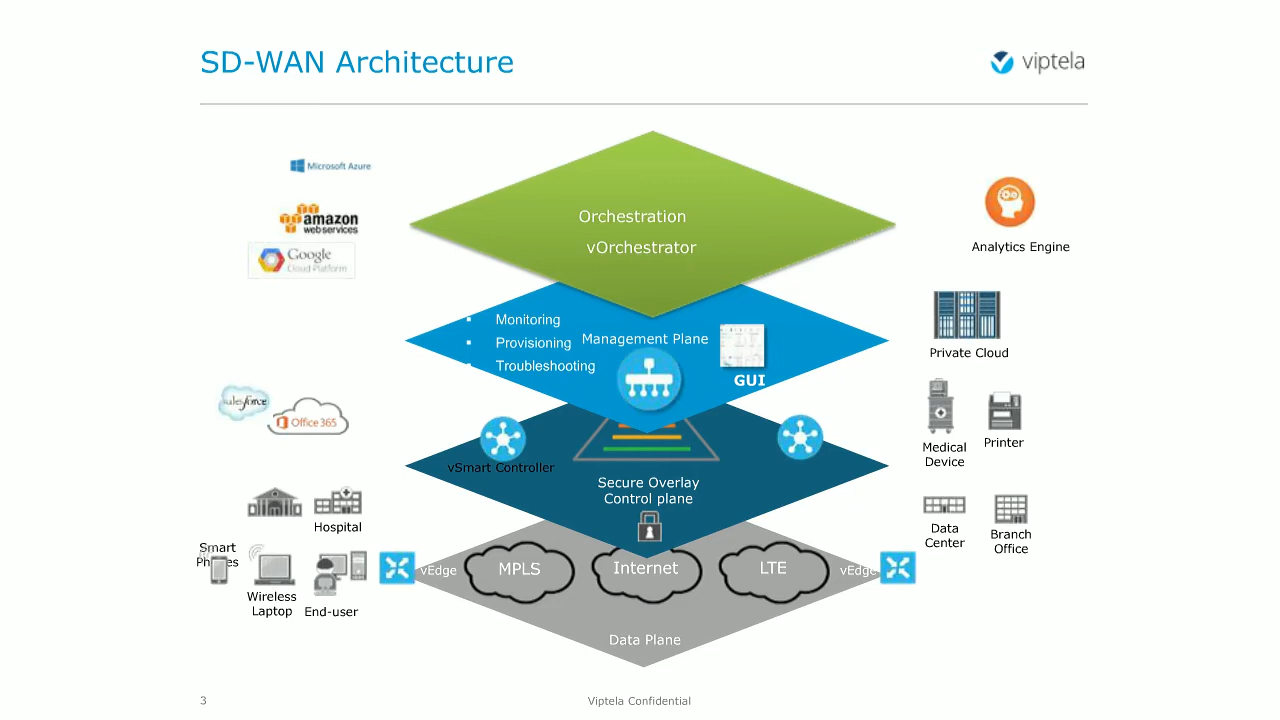 SD-WAN Architecture
viptela
Microsoft Azure
amazon
webservices
Google
Cloud Platform
Orchestration
vOrchestrator
Analytics Engine
▪ Monitoring
▪ Provisioning
▪ Troubleshooting
Management Plane
GUI
Private Cloud
salesforce
Office 365
vSmart Controller
Secure Overlay
Control plane
Medical
Device
Printer
Hospital
Data
Center
Branch
Office
Smart
Phones
Wireless
Laptop
End-user
vEdge
MPLS
Internet
LTE
vEdge
Data Plane
3
Viptela Confidential